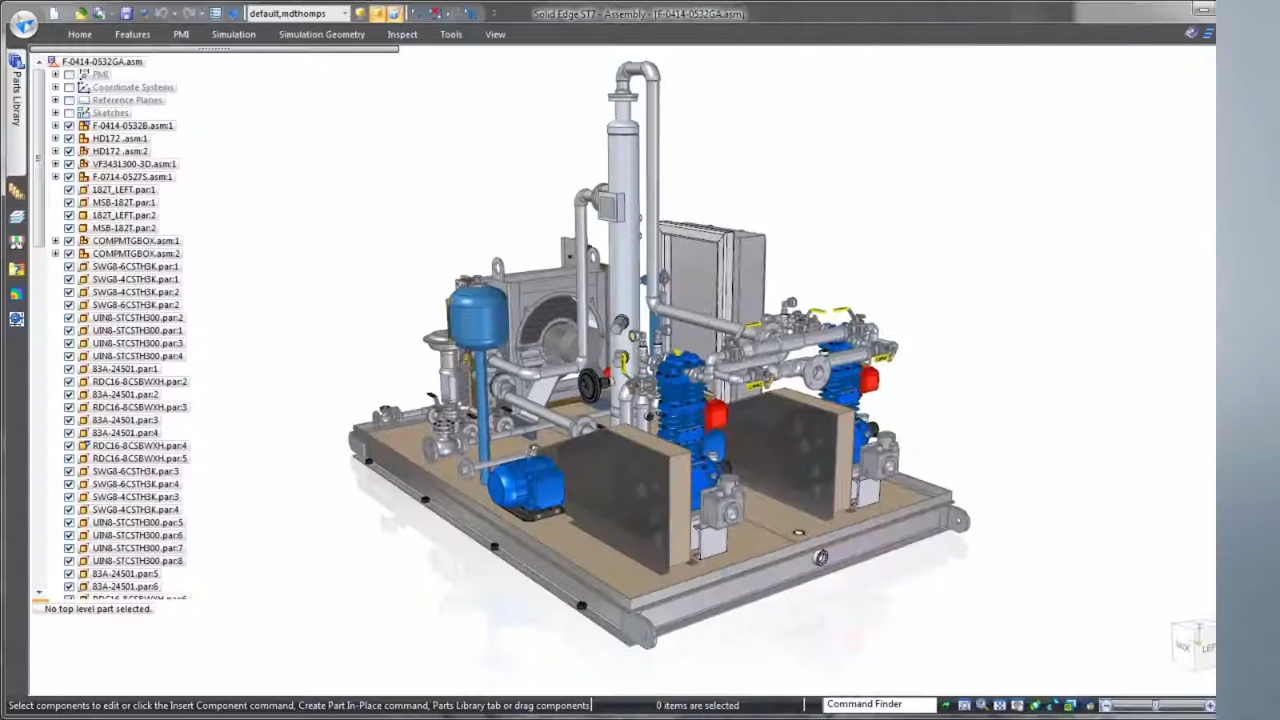 default,mdthomps
Solid Edge ST7 - Assembly - [F-0414-0532GA.asm]
Home Features PMI Simulation Simulation Geometry Inspect Tools View
Parts Library
F-0414-0532GA.asm
PMI
Coordinate Systems
Reference Planes
Sketches
F-0414-0532B.asm:1
HD172 .asm:1
HD172 .asm:2
VF3431300-3D.asm:1
F-0714-0527S.asm:1
182T_LEFT.par:1
MSB-182T.par:1
182T_LEFT.par:2
MSB-182T.par:2
COMPMTGBOX.asm:1
COMPMTGBOX.asm:2
SWG8-6CSTH3K.par:1
SWG8-4CSTH3K.par:1
SWG8-4CSTH3K.par:2
SWG8-6CSTH3K.par:2
UIN8-STCSTH300.par:2
UIN8-STCSTH300.par:1
UIN8-STCSTH300.par:3
UIN8-STCSTH300.par:4
83A-24501.par:1
RDC16-8CSBWXH.par:2
83A-24501.par:2
RDC16-8CSBWXH.par:3
83A-24501.par:3
83A-24501.par:4
RDC16-8CSBWXH.par:4
RDC16-8CSBWXH.par:5
SWG8-6CSTH3K.par:3
SWG8-6CSTH3K.par:4
SWG8-4CSTH3K.par:3
SWG8-4CSTH3K.par:4
UIN8-STCSTH300.par:5
UIN8-STCSTH300.par:6
UIN8-STCSTH300.par:7
UIN8-STCSTH300.par:8
83A-24501.par:5
83A-24501.par:6
RDC16-8CSBWXH.par:6
No top level part selected.
Select components to edit or click the Insert Component command, Create Part In-Place command, Parts Library tab, or drag components
0 items are selected
Command Finder